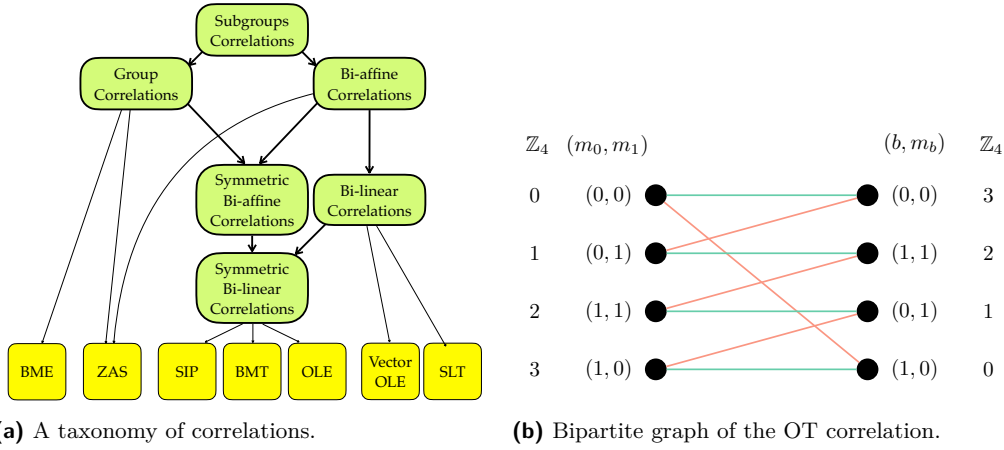 Subgroups
Correlations
Group
Correlations
Bi-affine
Correlations
Symmetric
Bi-affine
Correlations
Bi-linear
Correlations
Symmetric
Bi-linear
Correlations
BME
ZAS
SIP
BMT
OLE
Vector
OLE
SLT
(a) A taxonomy of correlations.
ℤ₄ (m₀, m₁) (b, m_b) ℤ₄
0 (0, 0) (0, 0) 3
1 (0, 1) (1, 1) 2
2 (1, 1) (0, 1) 1
3 (1, 0) (1, 0) 0
(b) Bipartite graph of the OT correlation.